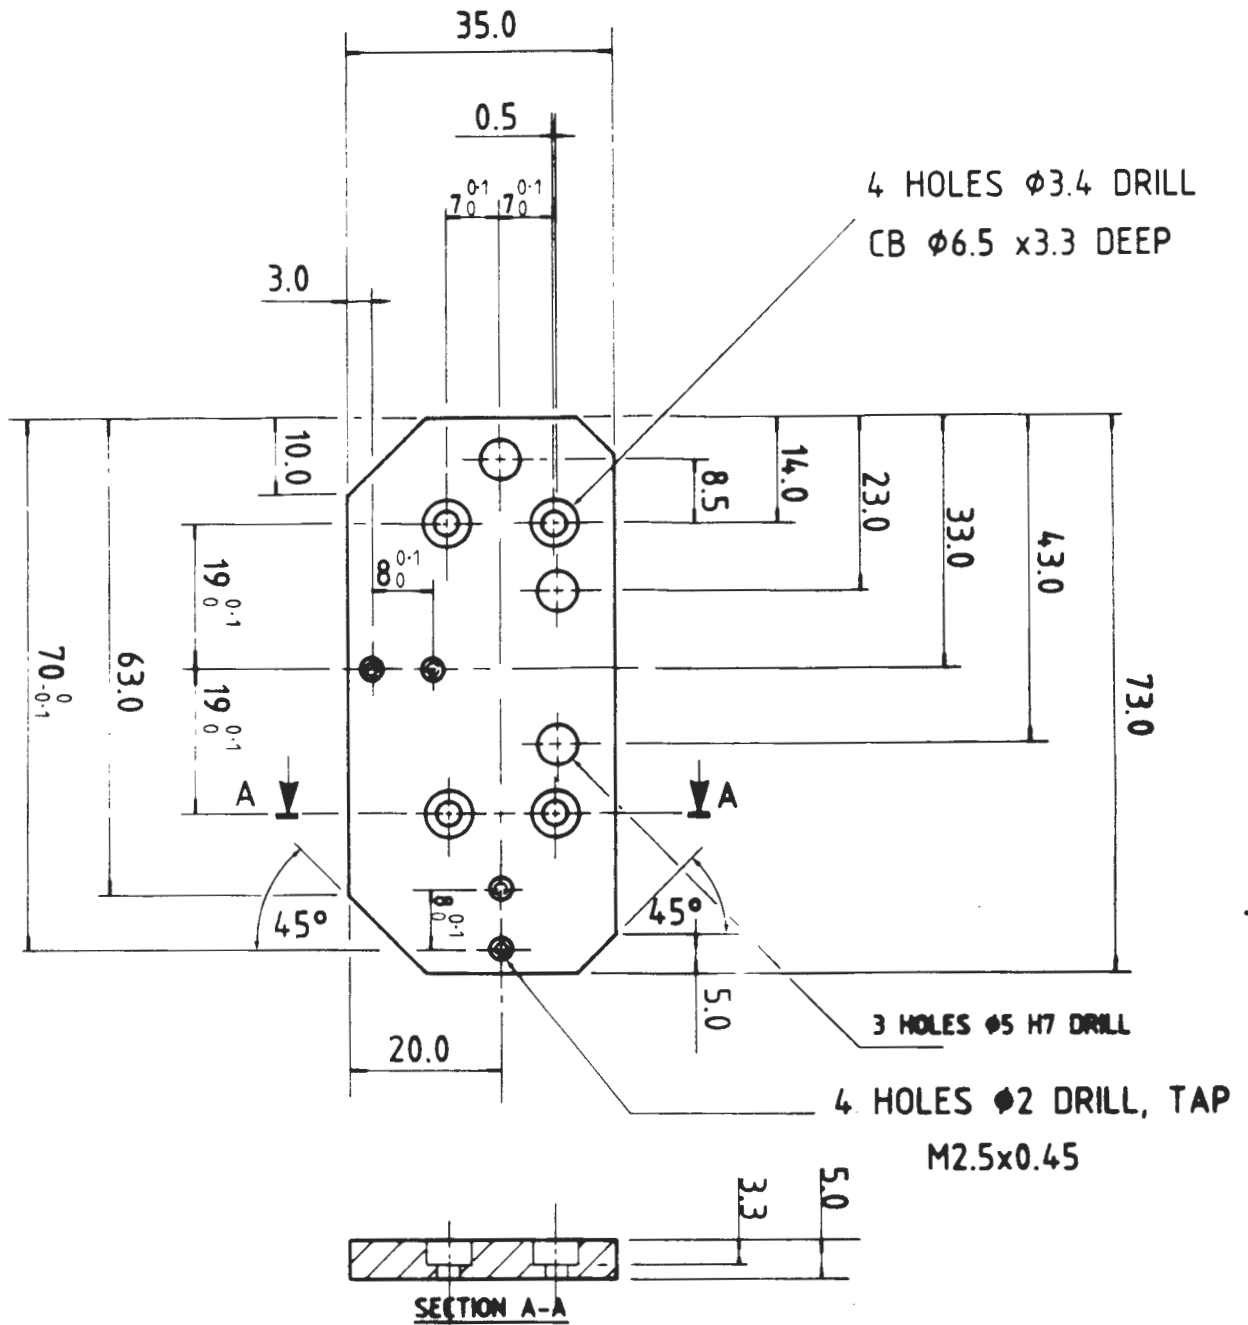 35.0
0.5
7 0·1 0
7 0·1 0
4 HOLES ϕ3.4 DRILL
CB ϕ6.5 x3.3 DEEP
3.0
10.0
8.5
14.0
23.0
33.0
43.0
73.0
8 0·1 0
19 0·1 0
19 0·1 0
63.0
70 0 -0·1
A
A
45°
45°
8 0·1 0
5.0
20.0
3 HOLES ϕ5 H7 DRILL
4 HOLES ϕ2 DRILL, TAP
M2.5x0.45
3.3
5.0
SECTION A-A